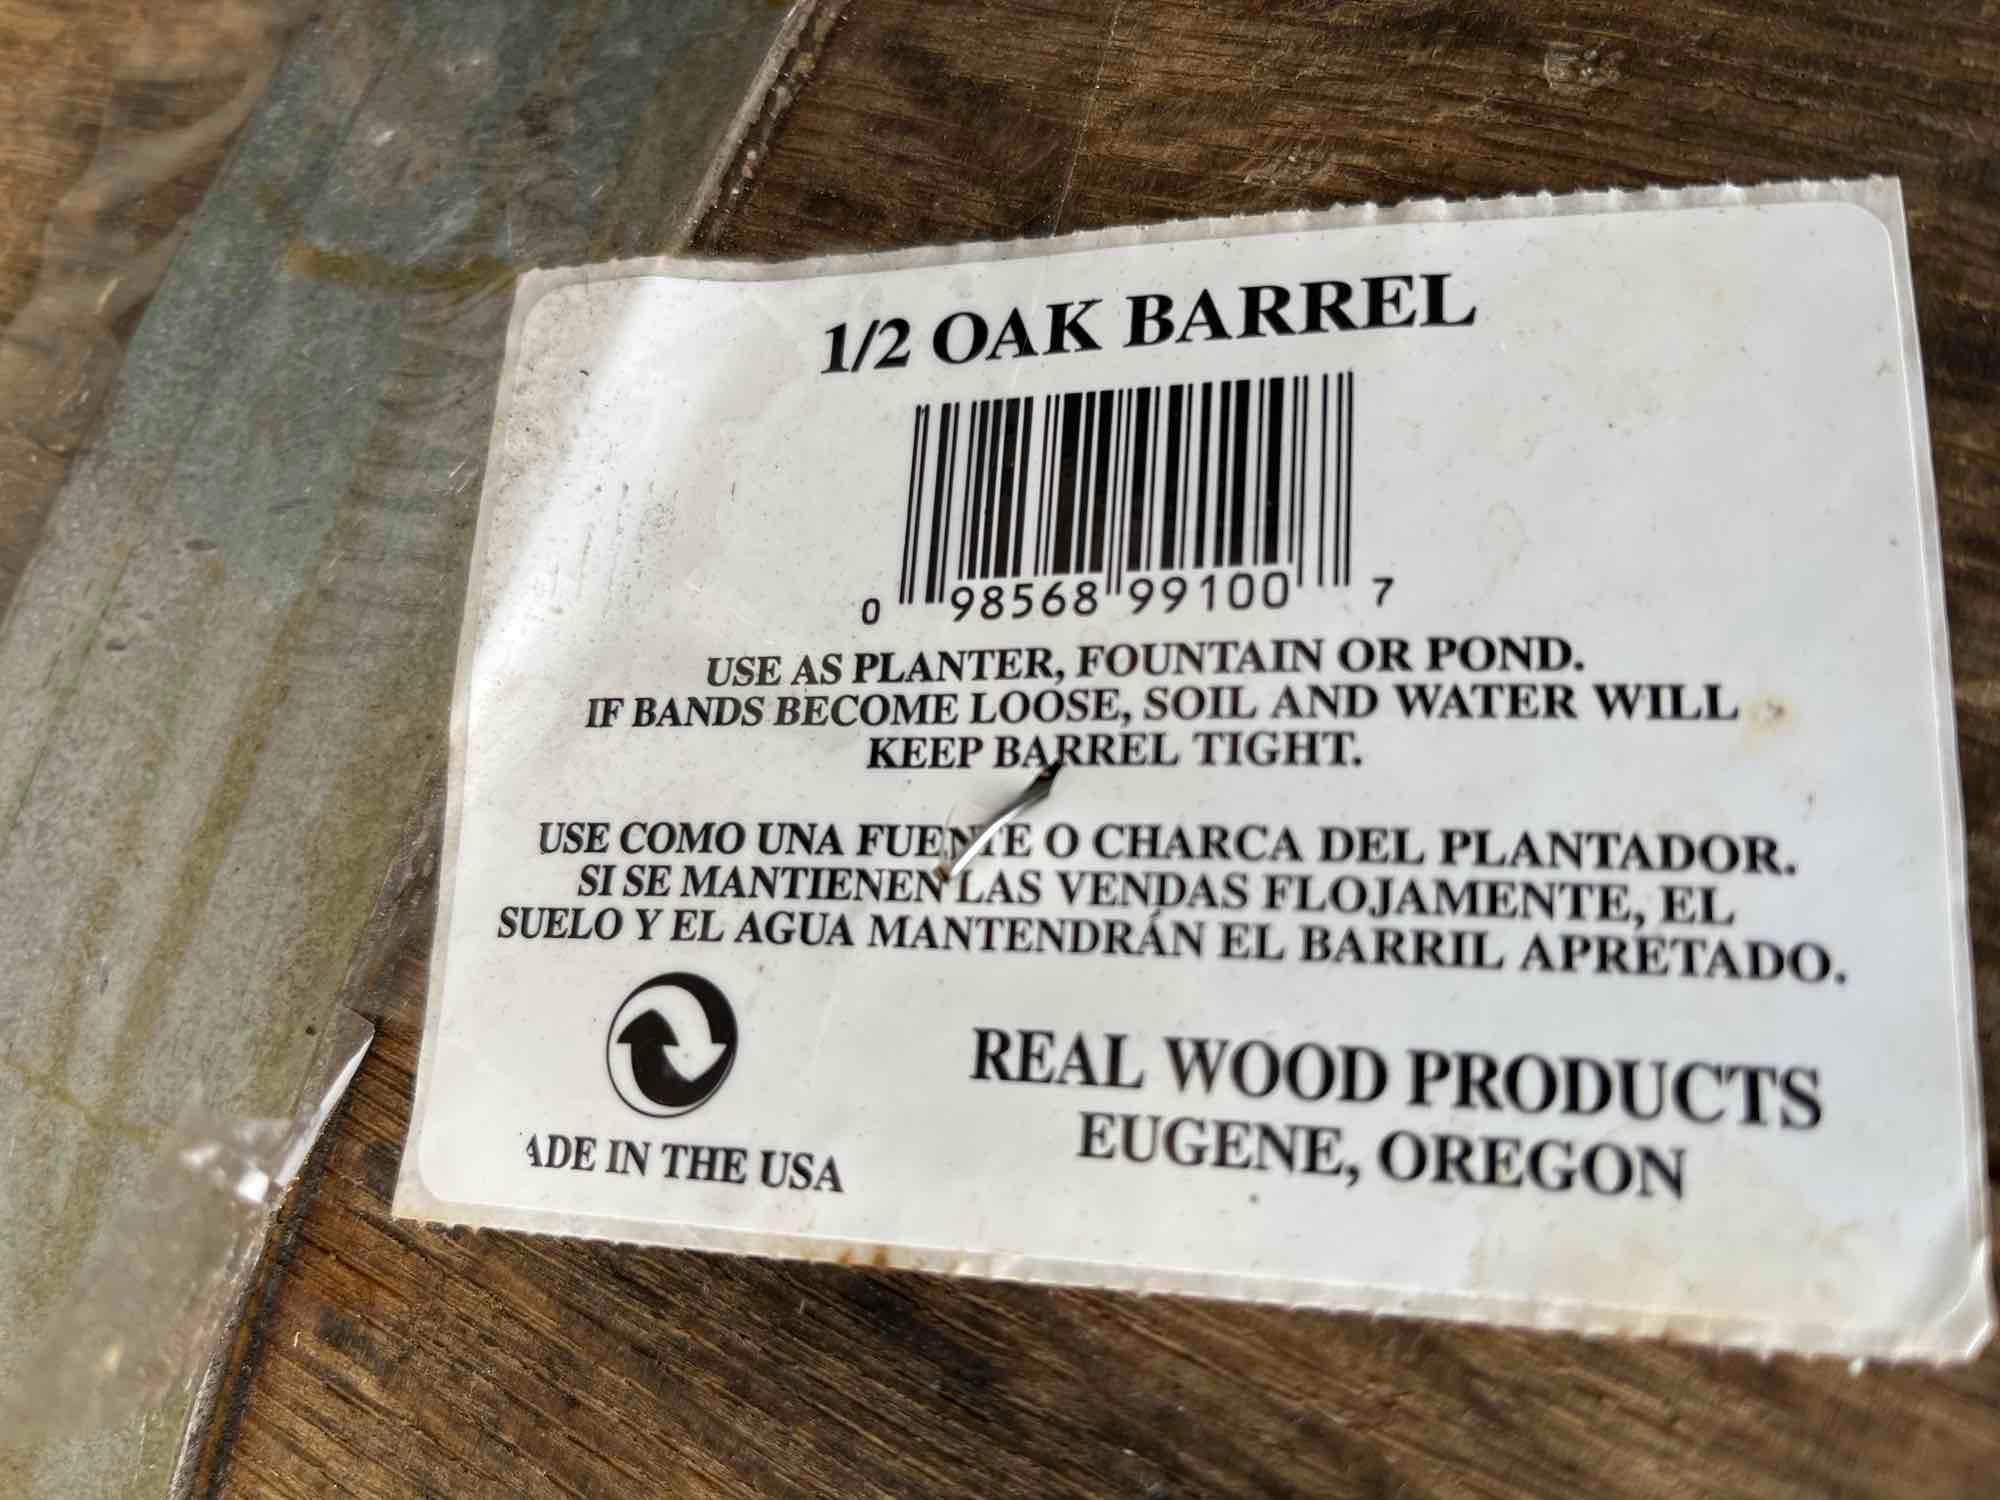 1/2 OAK BARREL
0 98568 99100 7
USE AS PLANTER, FOUNTAIN OR POND.
IF BANDS BECOME LOOSE, SOIL AND WATER WILL
KEEP BARREL TIGHT.
USE COMO UNA FUENTE O CHARCA DEL PLANTADOR.
SI SE MANTIENEN LAS VENDAS FLOJAMENTE, EL
SUELO Y EL AGUA MANTENDRÁN EL BARRIL APRETADO.
ADE IN THE USA
REAL WOOD PRODUCTS
EUGENE, OREGON